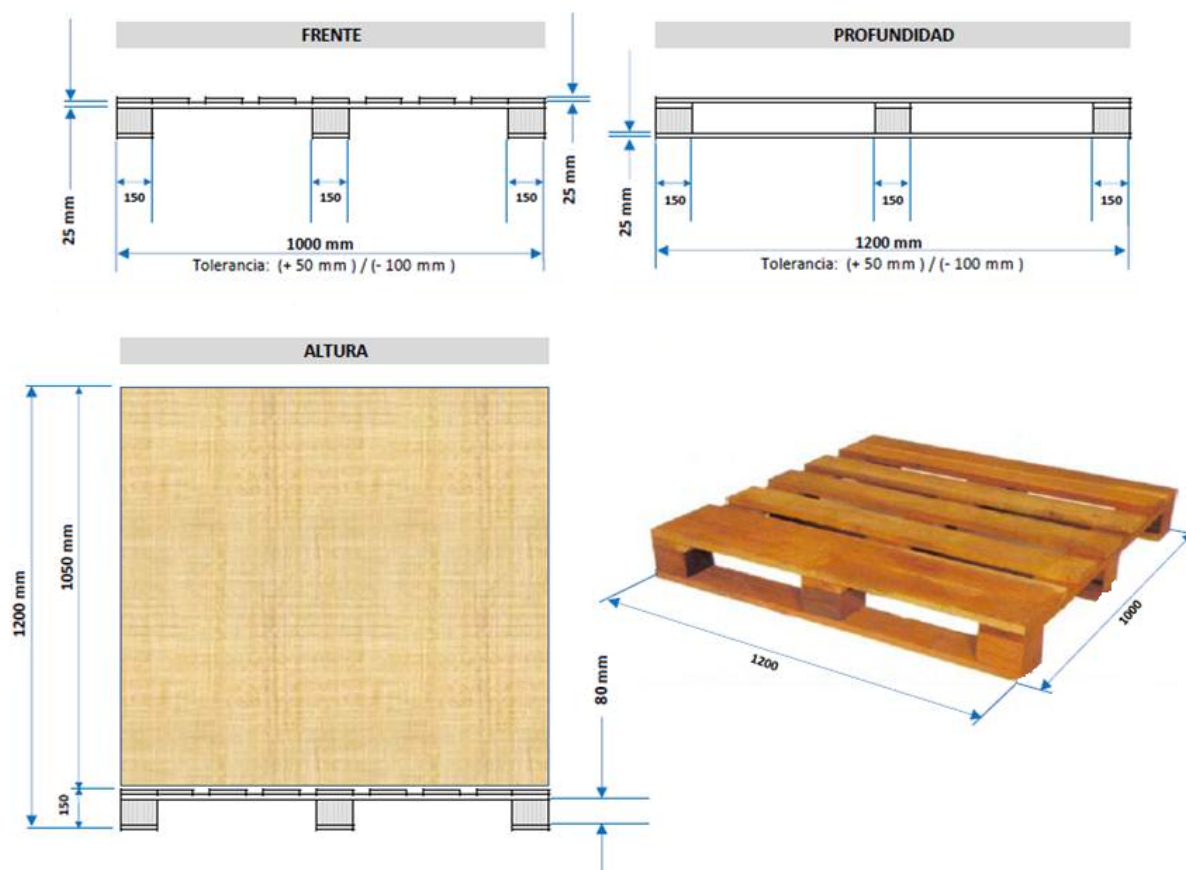 FRENTE
25 mm
150
150
150
25 mm
1000 mm
Tolerancia: (+ 50 mm ) / (- 100 mm )
PROFUNDIDAD
25 mm
150
150
150
1200 mm
Tolerancia: (+ 50 mm ) / (- 100 mm )
ALTURA
1200 mm
1050 mm
150
80 mm
1200
1000